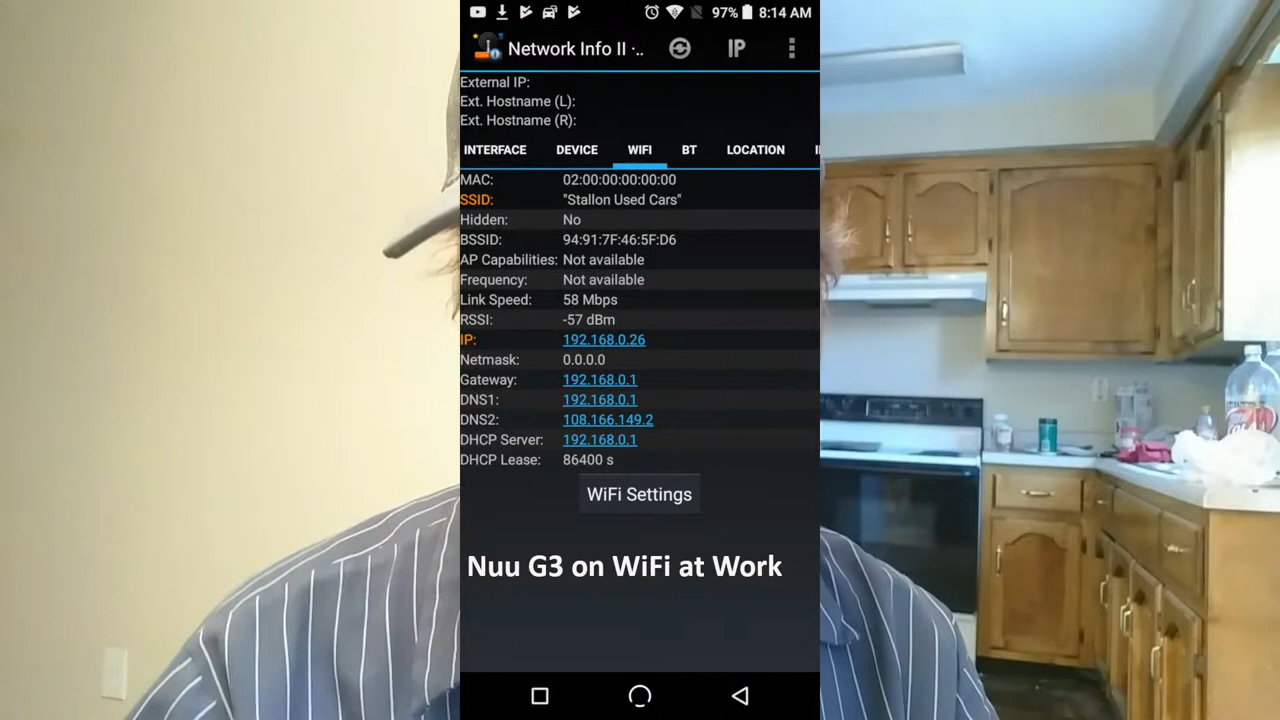 97% 8:14 AM
Network Info II -.. IP
External IP:
Ext. Hostname (L):
Ext. Hostname (R):
INTERFACE DEVICE WIFI BT LOCATION
MAC: 02:00:00:00:00:00
SSID: "Stallon Used Cars"
Hidden: No
BSSID: 94:91:7F:46:5F:D6
AP Capabilities: Not available
Frequency: Not available
Link Speed: 58 Mbps
RSSI: -57 dBm
IP: 192.168.0.26
Netmask: 0.0.0.0
Gateway: 192.168.0.1
DNS1: 192.168.0.1
DNS2: 108.166.149.2
DHCP Server: 192.168.0.1
DHCP Lease: 86400 s
WiFi Settings
Nuu G3 on WiFi at Work